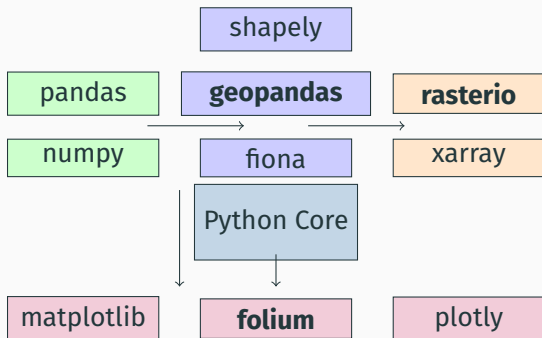 shapely
pandas
geopandas
rasterio
numpy
fiona
xarray
Python Core
matplotlib
folium
plotly